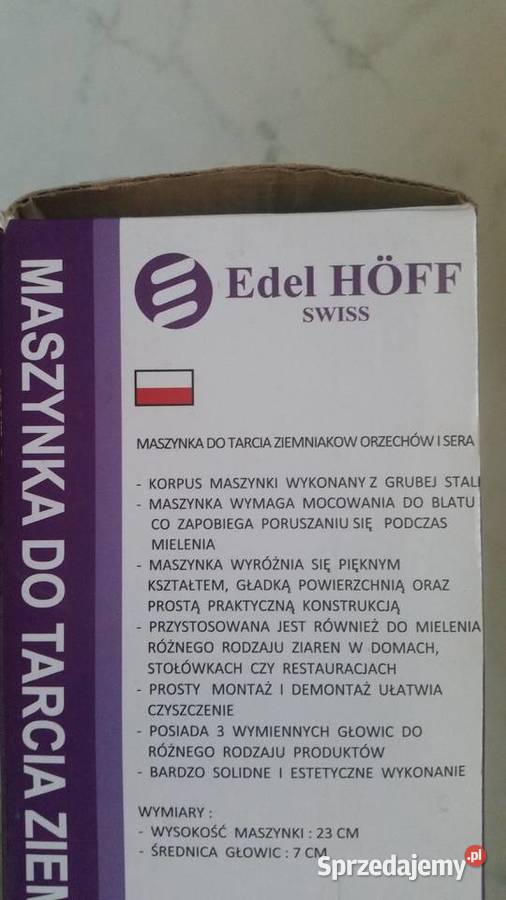 MASZYNKA DO TARCIA ZIEM
Edel HÖFF
SWISS
MASZYNKA DO TARCIA ZIEMNIAKOW ORZECHÓW I SERA
- KORPUS MASZYNKI WYKONANY Z GRUBEJ STALI
- MASZYNKA WYMAGA MOCOWANIA DO BLATU
CO ZAPOBIEGA PORUSZANIU SIĘ PODCZAS
MIELENIA
- MASZYNKA WYRÓŻNIA SIĘ PIĘKNYM
KSZTAŁTEM, GŁADKĄ POWIERZCHNIĄ ORAZ
PROSTĄ PRAKTYCZNĄ KONSTRUKCJĄ
- PRZYSTOSOWANA JEST RÓWNIEŻ DO MIELENIA
RÓŻNEGO RODZAJU ZIAREN W DOMACH,
STOŁÓWKACH CZY RESTAURACJACH
- PROSTY MONTAŻ I DEMONTAŻ UŁATWIA
CZYSZCZENIE
- POSIADA 3 WYMIENNYCH GŁOWIC DO
RÓŻNEGO RODZAJU PRODUKTÓW
- BARDZO SOLIDNE I ESTETYCZNE WYKONANIE
WYMIARY :
- WYSOKOŚĆ MASZYNKI : 23 CM
- ŚREDNICA GŁOWIC : 7 CM
Sprzedajemy.pl